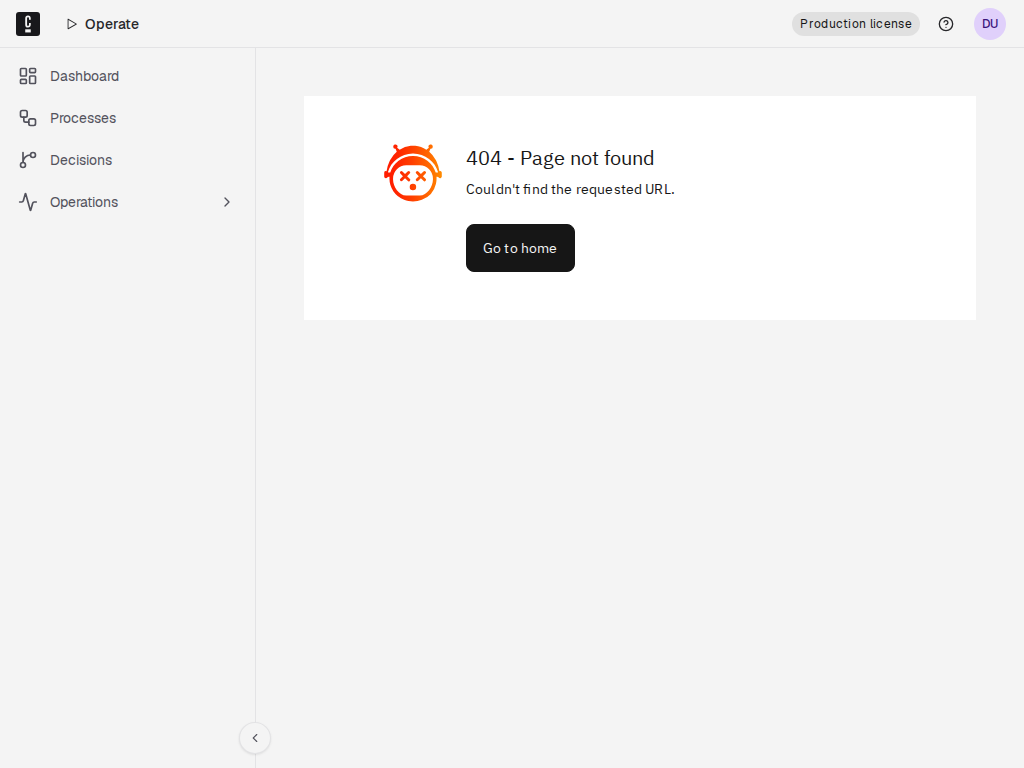 Operate
Production license
DU
Dashboard
Processes
Decisions
Operations
404 - Page not found
Couldn't find the requested URL.
Go to home